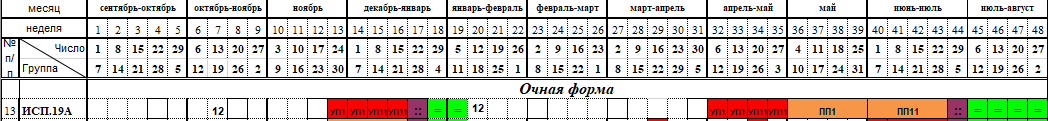 месяц сентябрь-октябрь октябрь-ноябрь ноябрь декабрь-январь январь-февраль февраль-март март-апрель апрель-май май июнь-июль июль-август
неделя 1 2 3 4 5 6 7 8 9 10 11 12 13 14 15 16 17 18 19 20 21 22 23 24 25 26 27 28 29 30 31 32 33 34 35 36 37 38 39 40 41 42 43 44 45 46 47 48
№ п/п Число 1 8 15 22 29 6 13 20 27 3 10 17 24 1 8 15 22 29 5 12 19 26 2 9 16 23 2 9 16 23 30 6 13 20 27 4 11 18 25 1 8 15 22 29 6 13 20 27
Группа 7 14 21 28 5 12 19 26 2 9 16 23 30 7 14 21 28 4 11 18 25 1 8 15 22 1 8 15 22 29 5 12 19 26 3 10 17 24 31 7 14 21 28 5 12 19 26 2
Очная форма
13 ИСП.19А 12 УП1 УП1 УП11 УП11 :: = = 12 УП1 УП1 УП11 УП11 ПП1 ПП11 :: = = = =